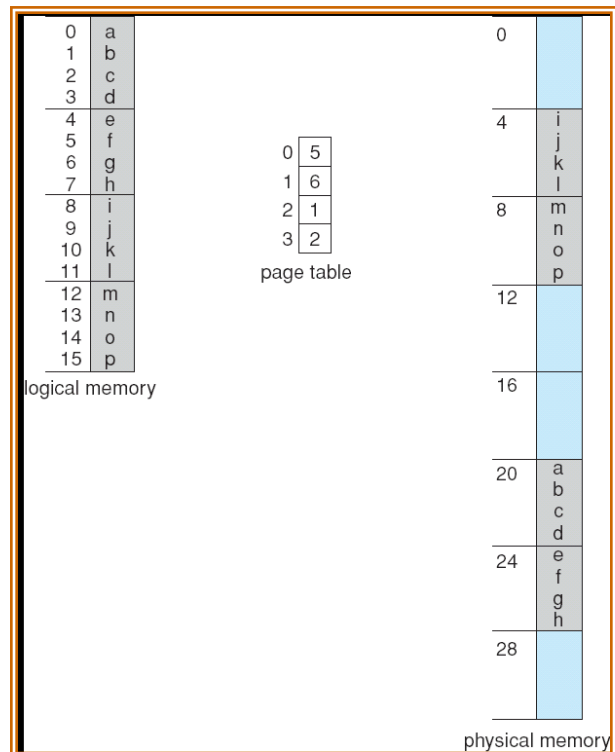 0 a
1 b
2 c
3 d
4 e
5 f
6 g
7 h
8 i
9 j
10 k
11 l
12 m
13 n
14 o
15 p
logical memory
0 5
1 6
2 1
3 2
page table
0
4 i
j
k
l
8 m
n
o
p
12
16
20 a
b
c
d
24 e
f
g
h
28
physical memory